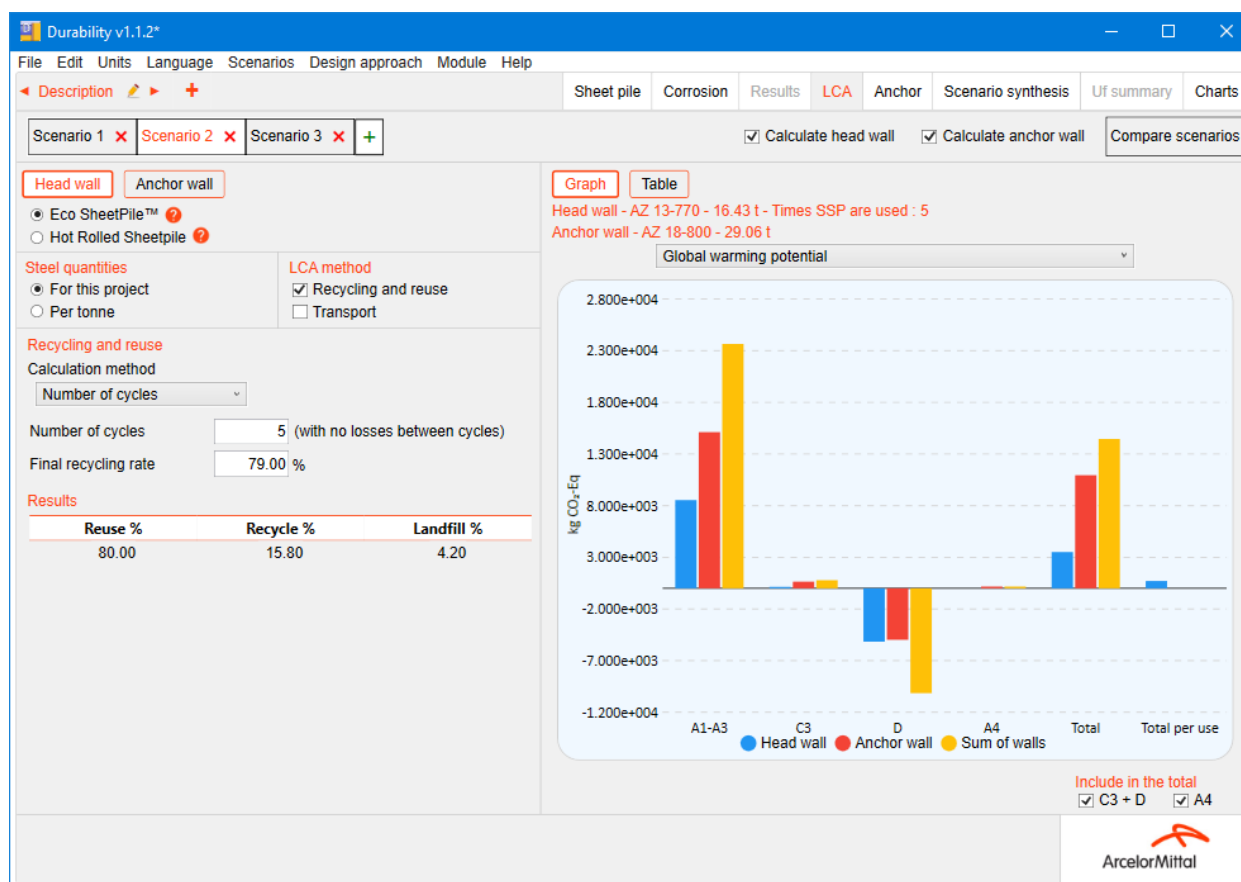 Durability v1.1.2*
File Edit Units Language Scenarios Design approach Module Help
Description
Sheet pile Corrosion Results LCA Anchor Scenario synthesis Uf summary Charts
Scenario 1 Scenario 2 Scenario 3
Calculate head wall Calculate anchor wall Compare scenarios
Head wall Anchor wall
Eco SheetPile™
Hot Rolled Sheetpile
Steel quantities
For this project
Per tonne
LCA method
Recycling and reuse
Transport
Recycling and reuse
Calculation method
Number of cycles
Number of cycles 5 (with no losses between cycles)
Final recycling rate 79.00 %
Results
Reuse % Recycle % Landfill %
80.00 15.80 4.20
Graph Table
Head wall - AZ 13-770 - 16.43 t - Times SSP are used : 5
Anchor wall - AZ 18-800 - 29.06 t
Global warming potential
kg CO₂-Eq
2.800e+004
2.300e+004
1.800e+004
1.300e+004
8.000e+003
3.000e+003
-2.000e+003
-7.000e+003
-1.200e+004
A1-A3 C3 D A4 Total Total per use
Head wall Anchor wall Sum of walls
Include in the total
C3 + D A4
ArcelorMittal